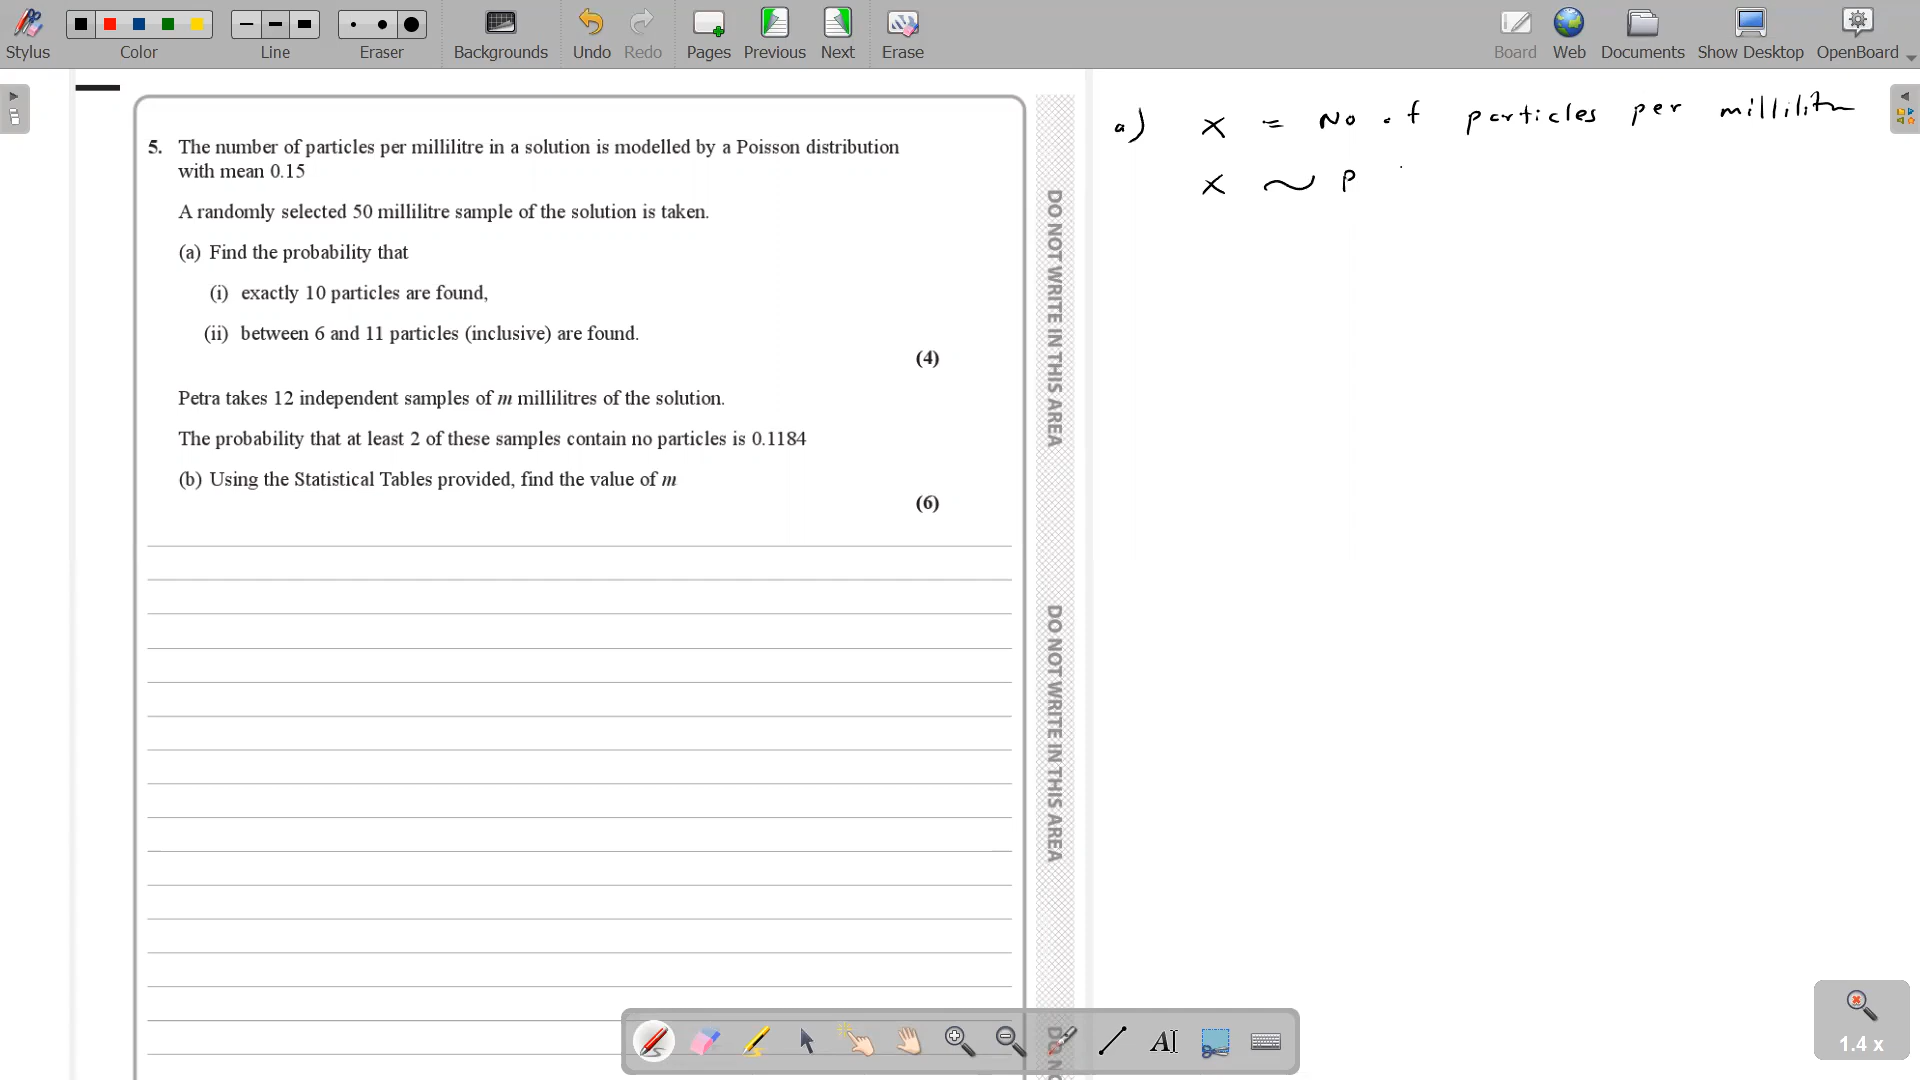 Stylus Color Line Eraser Backgrounds Undo Redo Pages Previous Next Erase Board Web Documents Show Desktop OpenBoard
5. The number of particles per millilitre in a solution is modelled by a Poisson distribution
with mean 0.15
A randomly selected 50 millilitre sample of the solution is taken.
(a) Find the probability that
(i) exactly 10 particles are found,
(ii) between 6 and 11 particles (inclusive) are found.
(4)
Petra takes 12 independent samples of m millilitres of the solution.
The probability that at least 2 of these samples contain no particles is 0.1184
(b) Using the Statistical Tables provided, find the value of m
(6)
DO NOT WRITE IN THIS AREA
DO NOT WRITE IN THIS AREA
DO NO
a) X = No of particles per millilitre
X ~ P
1.4 x